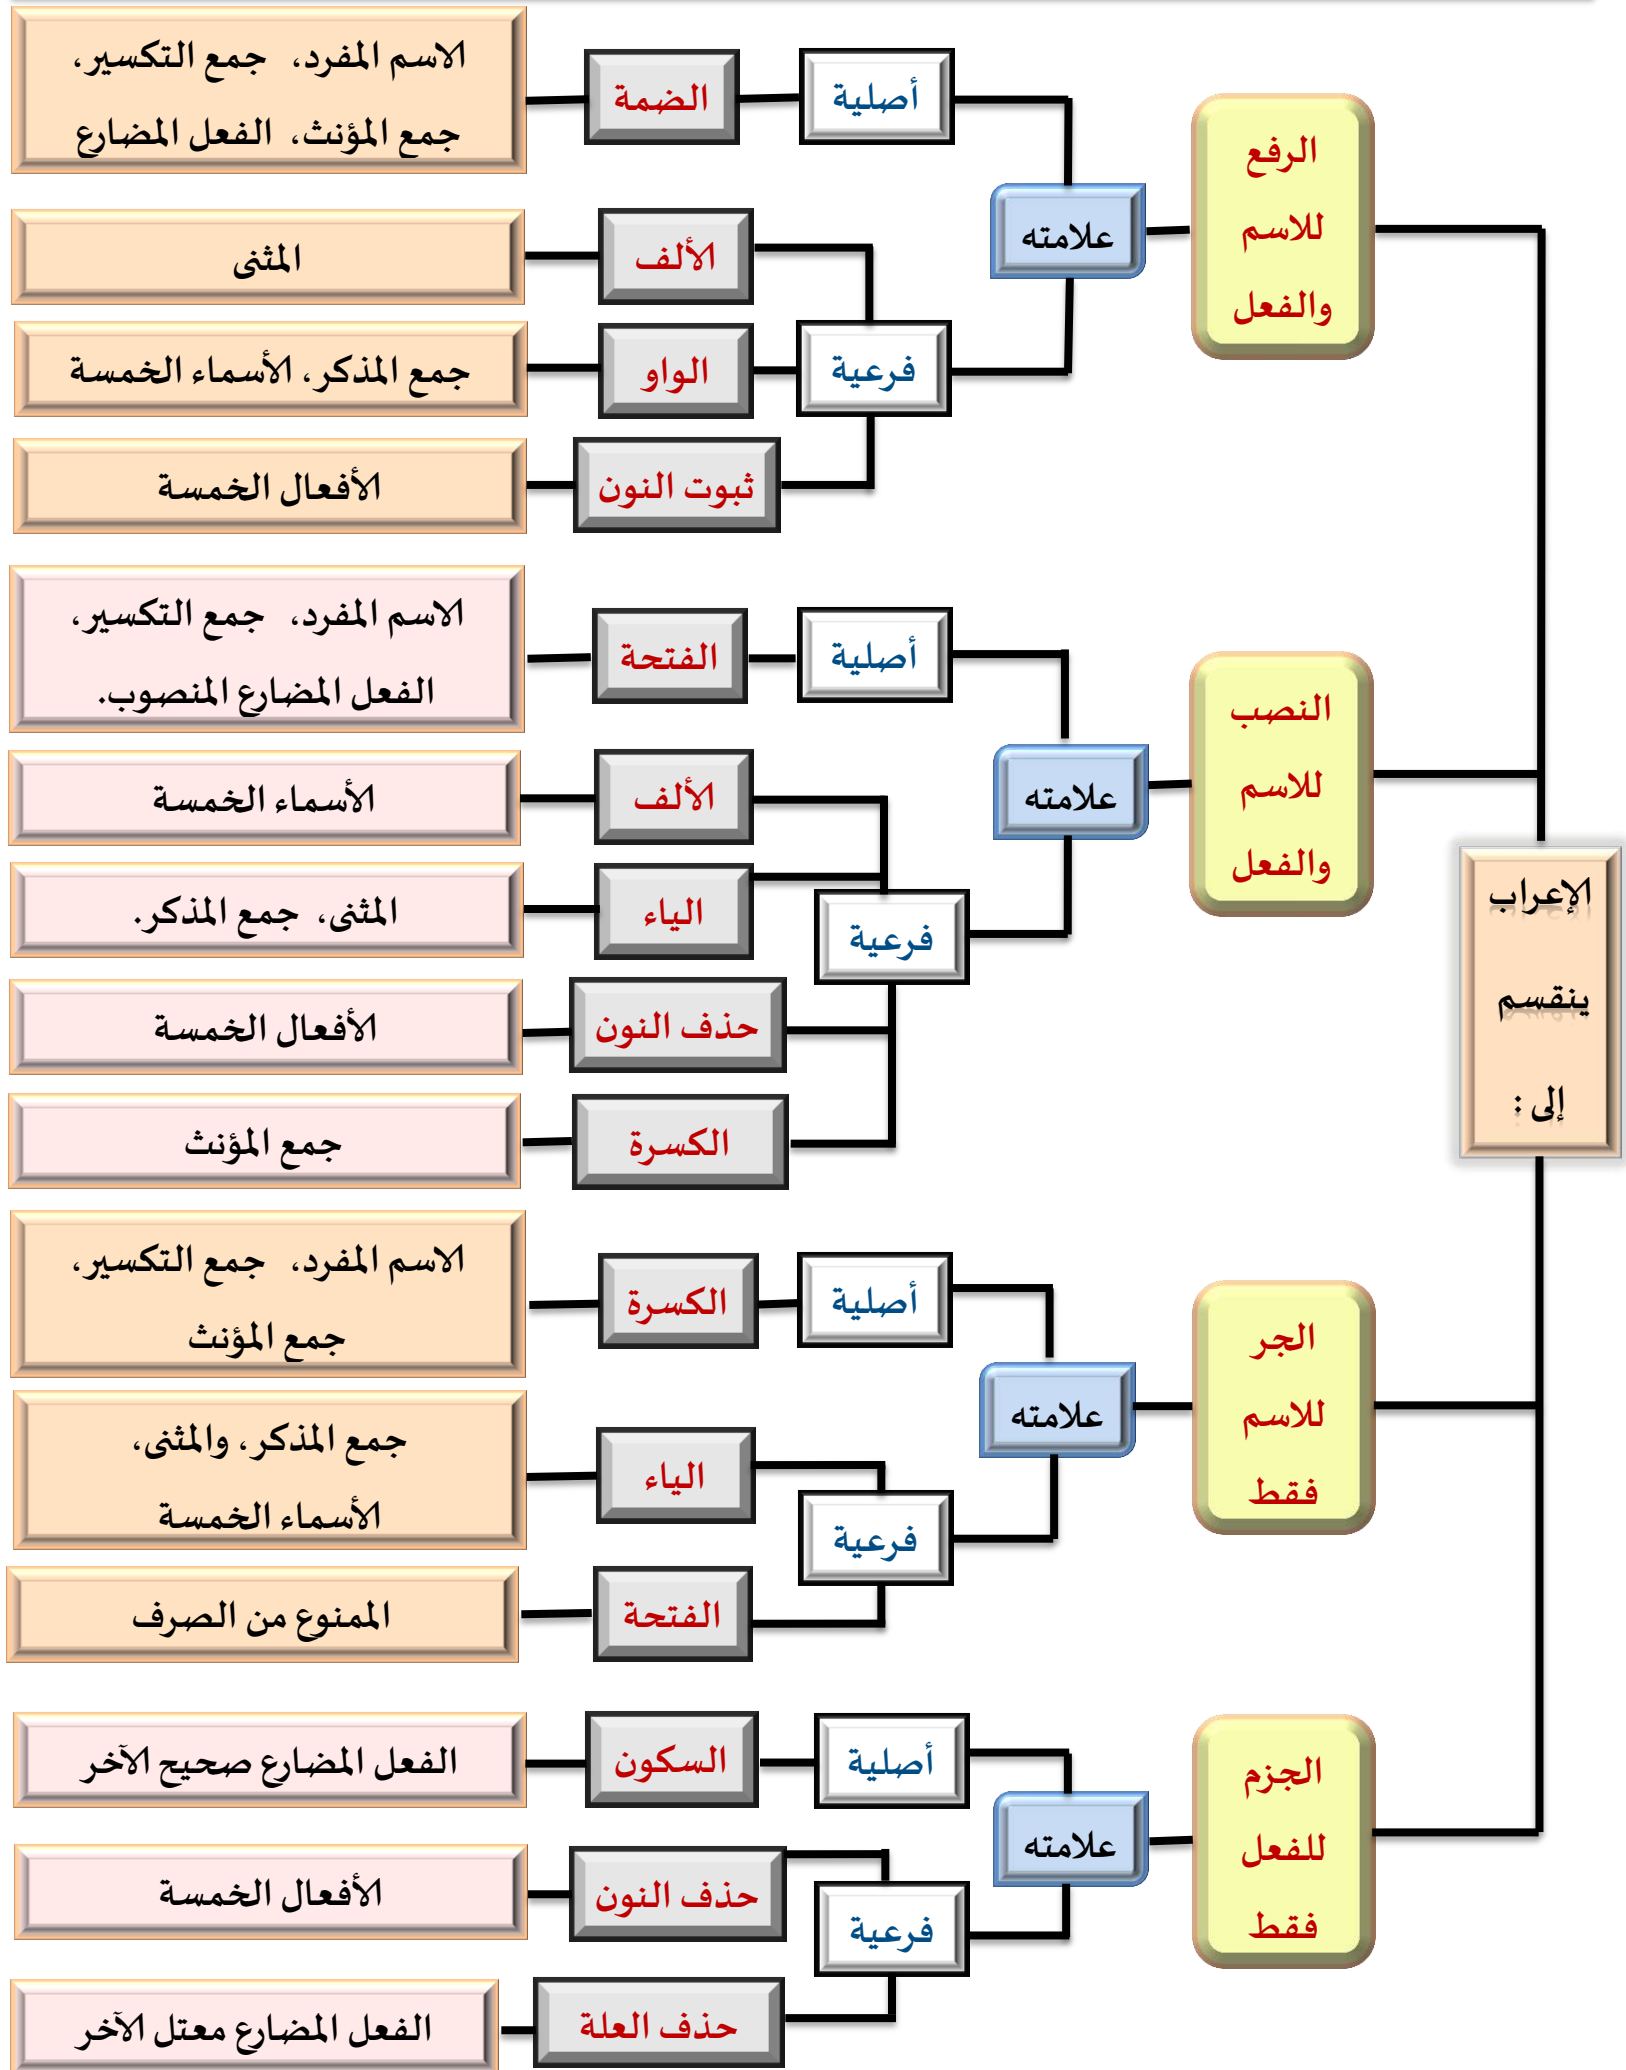 الإعراب
ينقسم
إلى :
الرفع
للاسم
والفعل
علامته
أصلية
الضمة
الاسم المفرد، جمع التكسير،
جمع المؤنث، الفعل المضارع
فرعية
الألف
المثنى
الواو
جمع المذكر، الأسماء الخمسة
ثبوت النون
الأفعال الخمسة
النصب
للاسم
والفعل
علامته
أصلية
الفتحة
الاسم المفرد، جمع التكسير،
الفعل المضارع المنصوب.
فرعية
الألف
الأسماء الخمسة
الياء
المثنى، جمع المذكر.
حذف النون
الأفعال الخمسة
الكسرة
جمع المؤنث
الجر
للاسم
فقط
علامته
أصلية
الكسرة
الاسم المفرد، جمع التكسير،
جمع المؤنث
فرعية
الياء
جمع المذكر، والمثنى،
الأسماء الخمسة
الفتحة
الممنوع من الصرف
الجزم
للفعل
فقط
علامته
أصلية
السكون
الفعل المضارع صحيح الآخر
فرعية
حذف النون
الأفعال الخمسة
حذف العلة
الفعل المضارع معتل الآخر